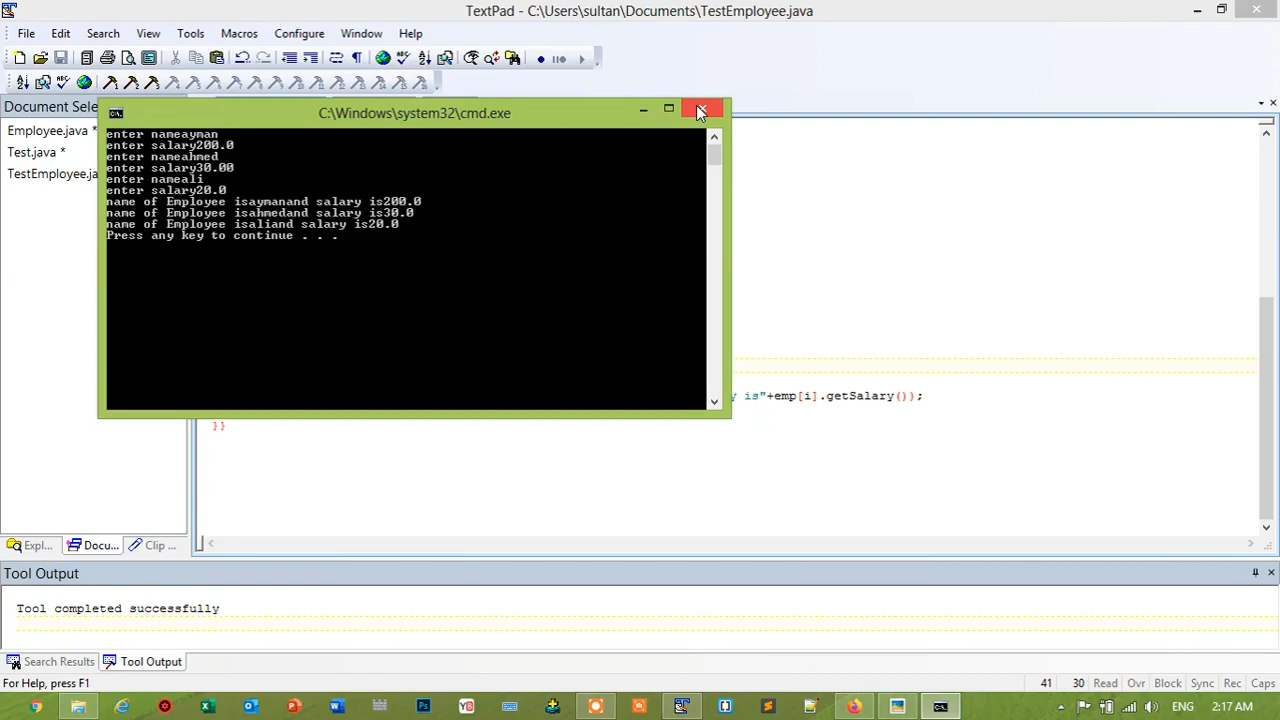 TextPad - C:\Users\sultan\Documents\TestEmployee.java
File Edit Search View Tools Macros Configure Window Help
Document Sele
Employee.java *
Test.java *
TestEmployee.ja
C:\Windows\system32\cmd.exe
enter nameayman
enter salary200.0
enter nameahmed
enter salary30.00
enter nameali
enter salary20.0
name of Employee isaymanand salary is200.0
name of Employee isahmedand salary is30.0
name of Employee isaliand salary is20.0
Press any key to continue . . .
y is"+emp[i].getSalary());
}}
Expl... Docu... Clip ...
Tool Output
Tool completed successfully
Search Results Tool Output
For Help, press F1
41 30 Read Ovr Block Sync Rec Caps
ENG 2:17 AM